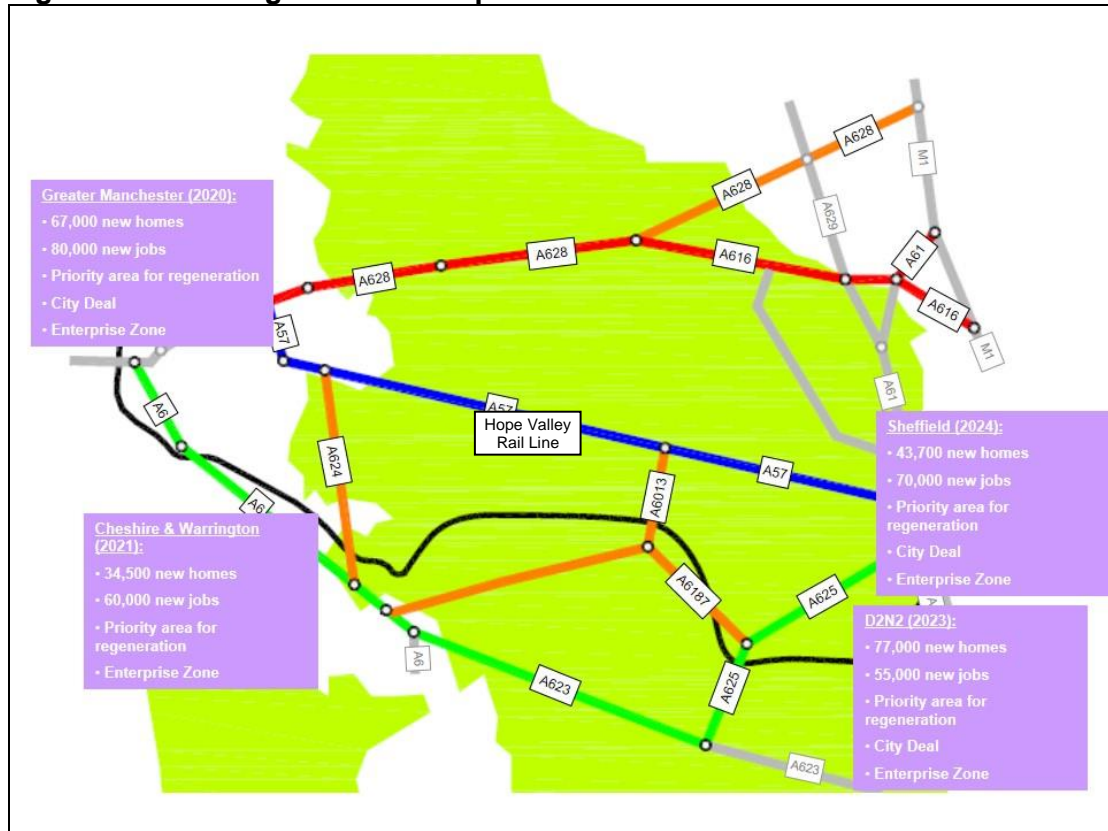 A628
M1
A628
A629
A628
A628
A616
A61
A616
M1
A61
Greater Manchester (2020):
• 67,000 new homes
• 80,000 new jobs
• Priority area for regeneration
• City Deal
• Enterprise Zone
A57
A6
A57
Hope Valley
Rail Line
A624
A6013
A57
A6
Sheffield (2024):
• 43,700 new homes
• 70,000 new jobs
• Priority area for
regeneration
• City Deal
• Enterprise Zone
Cheshire & Warrington
(2021):
• 34,500 new homes
• 60,000 new jobs
• Priority area for
regeneration
• Enterprise Zone
A6187
A625
A6
A623
A625
D2N2 (2023):
• 77,000 new homes
• 55,000 new jobs
• Priority area for
regeneration
• City Deal
• Enterprise Zone
A623